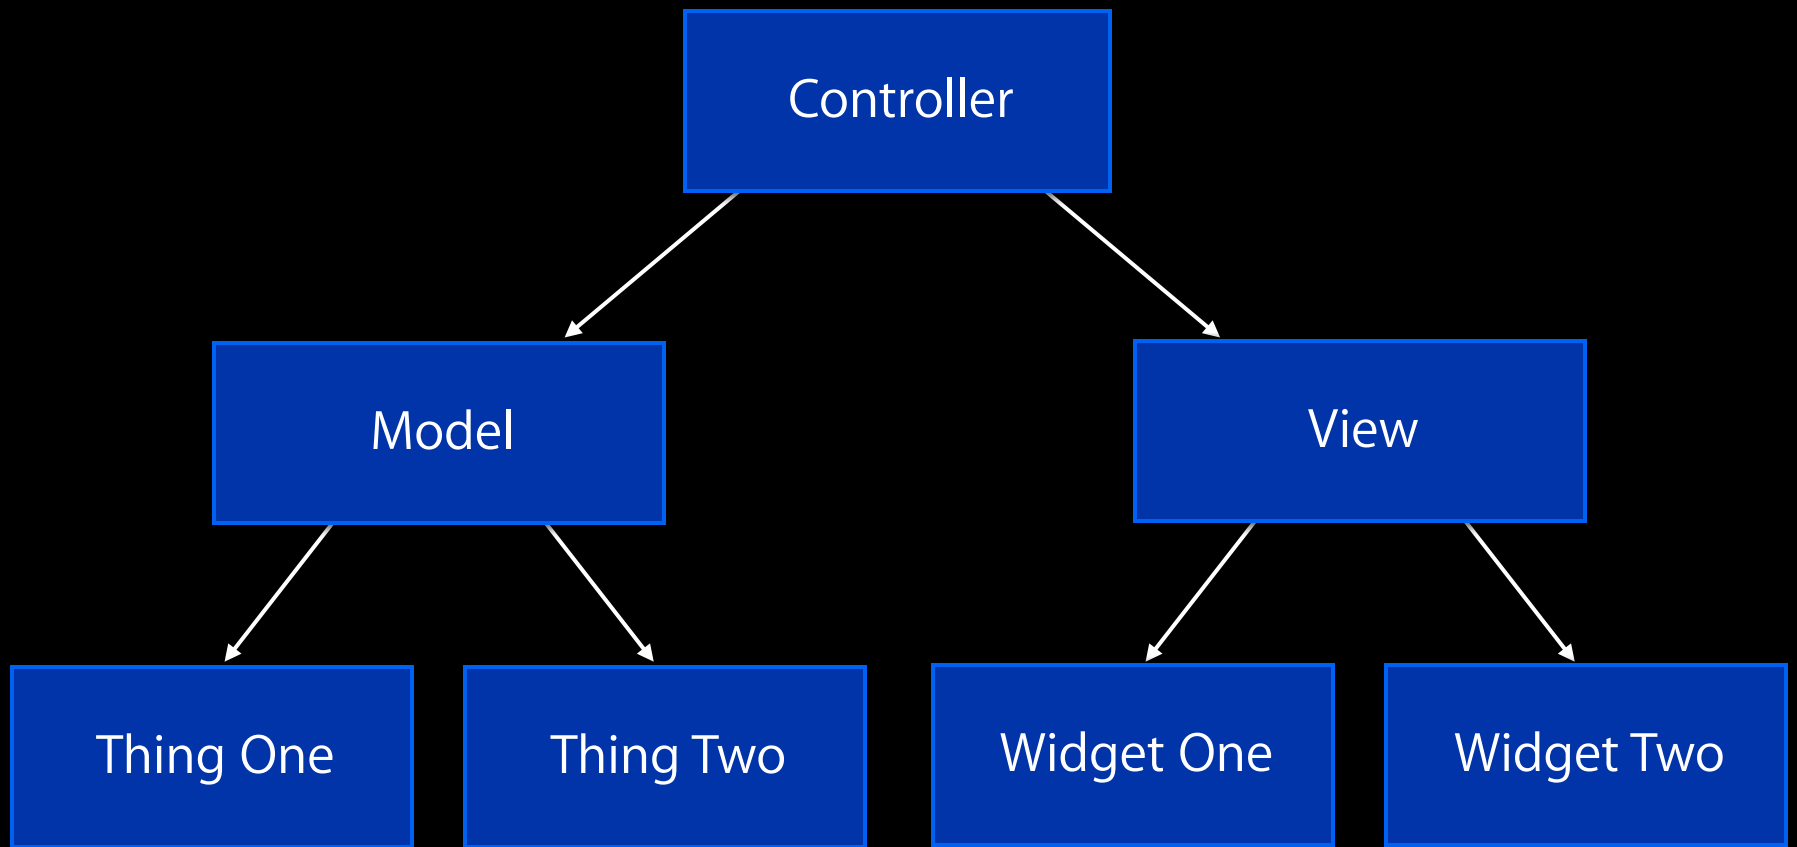 Controller
Model
View
Thing One
Thing Two
Widget One
Widget Two